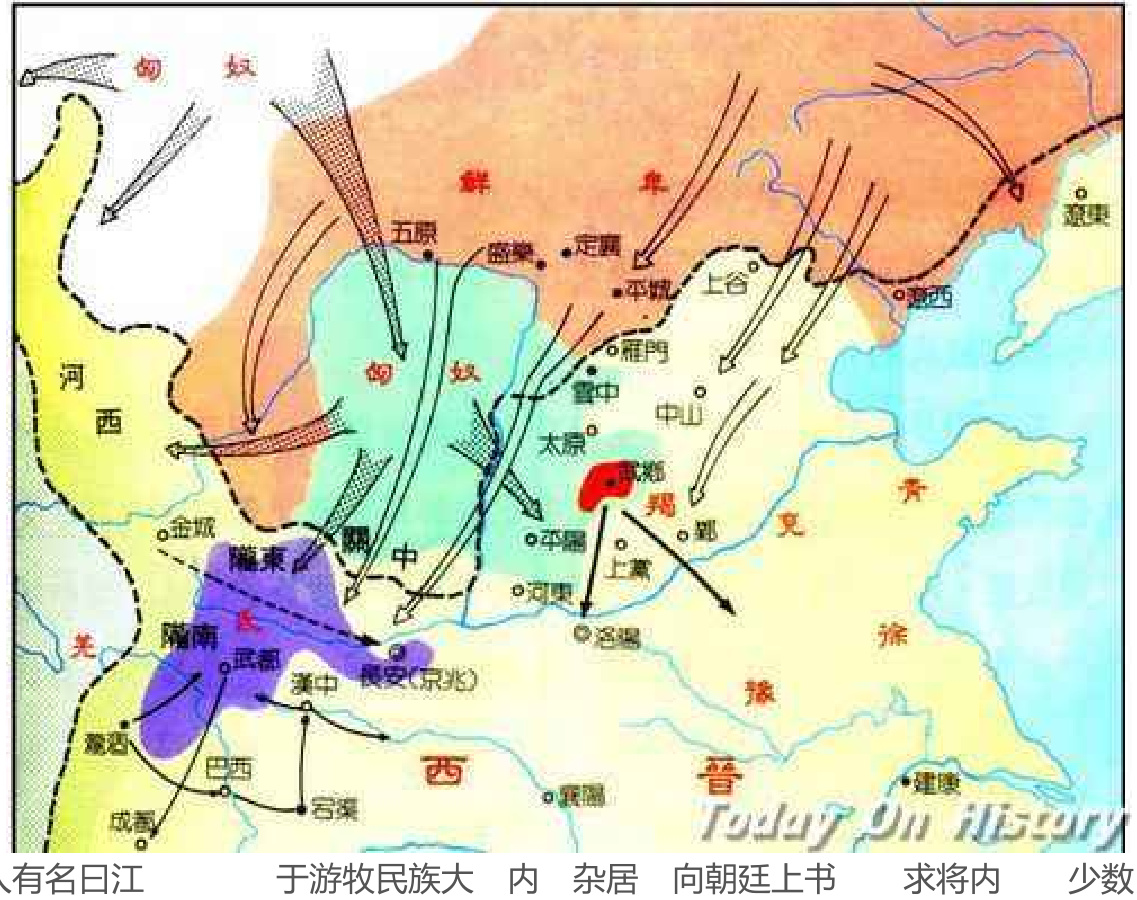 匈 奴
鮮 卑
遼東
五原
盛樂
定襄
上谷
平城
遼西
雁門
河西
匈 奴
雲中
中山
太原
武鄉
羯
青
兗
金城
關中
平陽
鄴
隴東
上黨
河東
氐
隴南
洛陽
徐
羌
武都
長安(京兆)
漢中
豫
西 晉
巴西
宕渠
襄陽
建康
成都
Today On History
人有名曰江 于游牧民族大 内 杂居 向朝廷上书 求将内 少数